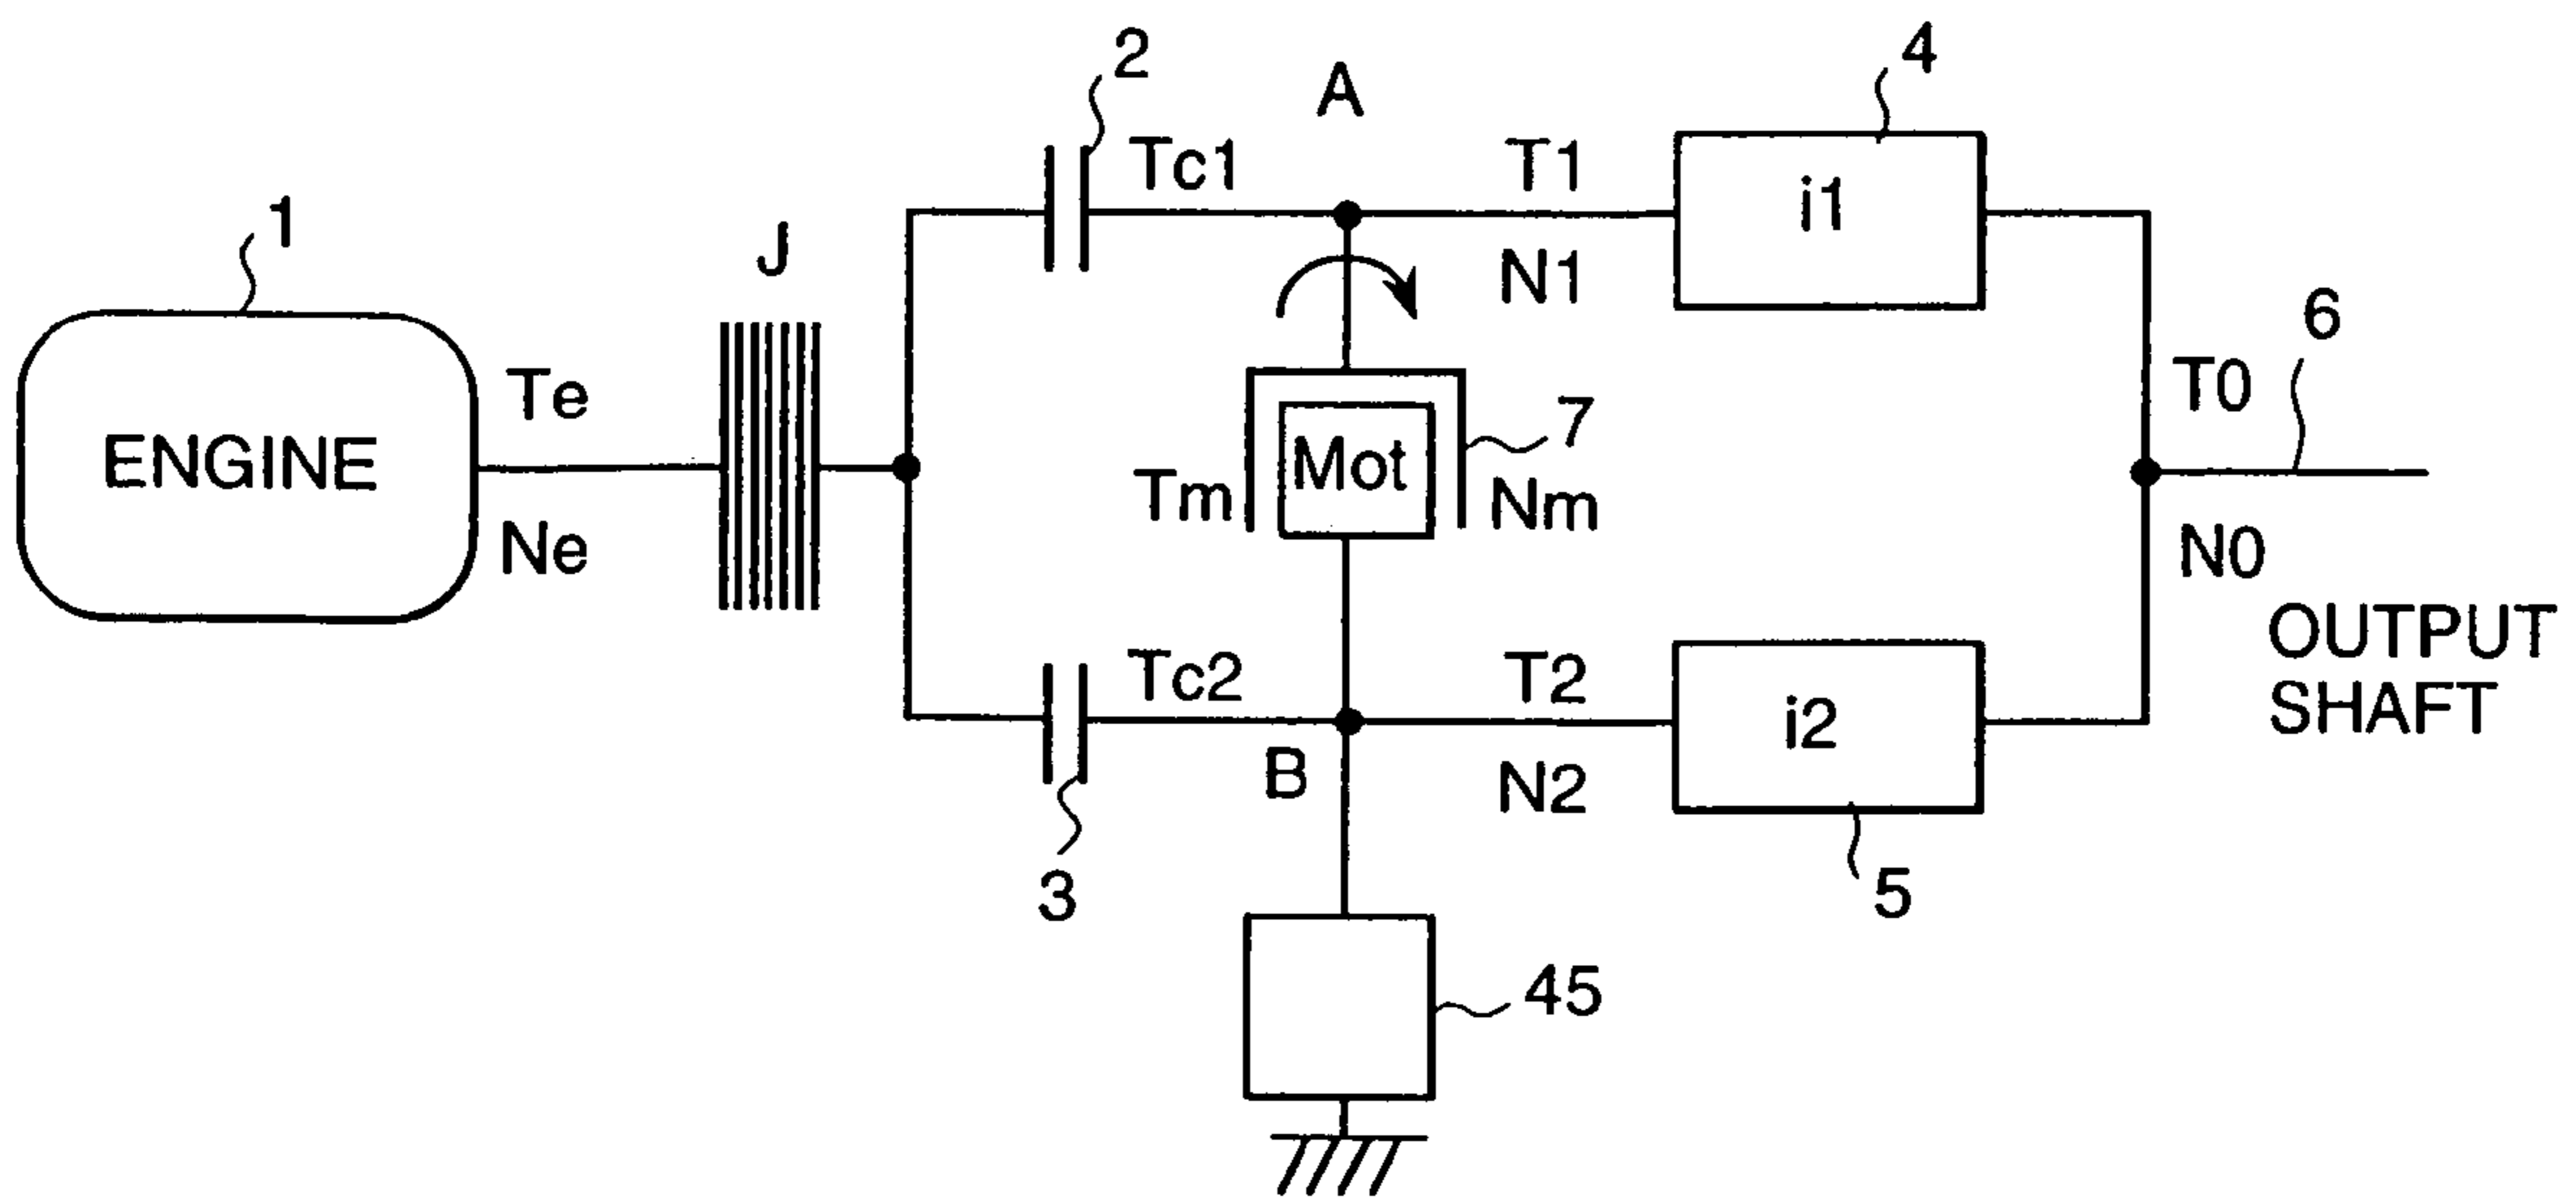 2
A
4
Tc1
T1
i1
1
J
N1
6
Te
T0
ENGINE
Mot
7
Tm
Nm
Ne
N0
OUTPUT
SHAFT
Tc2
T2
i2
B
N2
3
5
45